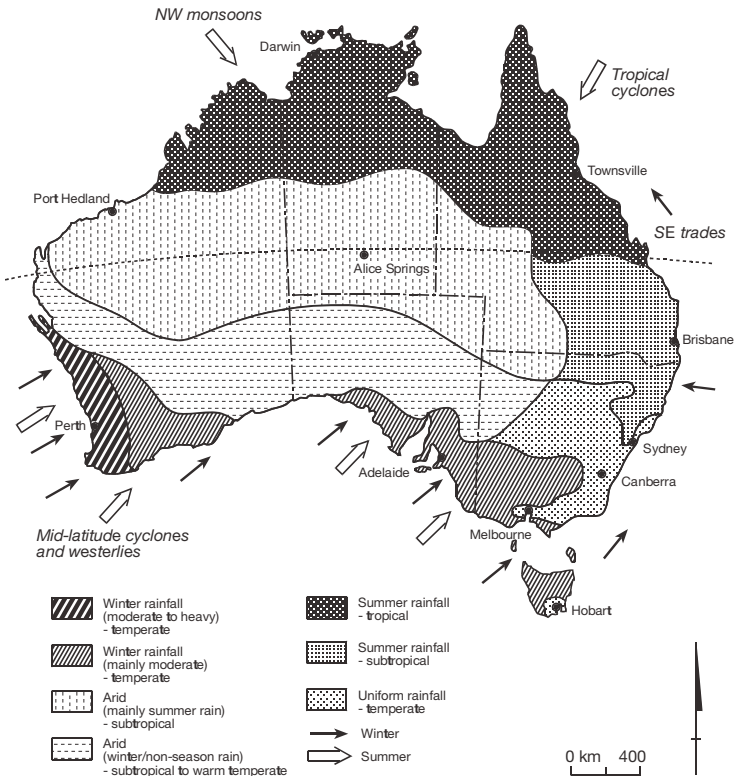 NW monsoons
Darwin
Tropical
cyclones
Townsville
Port Hedland
SE trades
Alice Springs
Brisbane
Perth
Sydney
Adelaide
Canberra
Mid-latitude cyclones
and westerlies
Melbourne
Hobart
Winter rainfall
(moderate to heavy)
- temperate
Winter rainfall
(mainly moderate)
- temperate
Arid
(mainly summer rain)
- subtropical
Arid
(winter/non-season rain)
- subtropical to warm temperate
Summer rainfall
- tropical
Summer rainfall
- subtropical
Uniform rainfall
- temperate
Winter
Summer
0 km 400